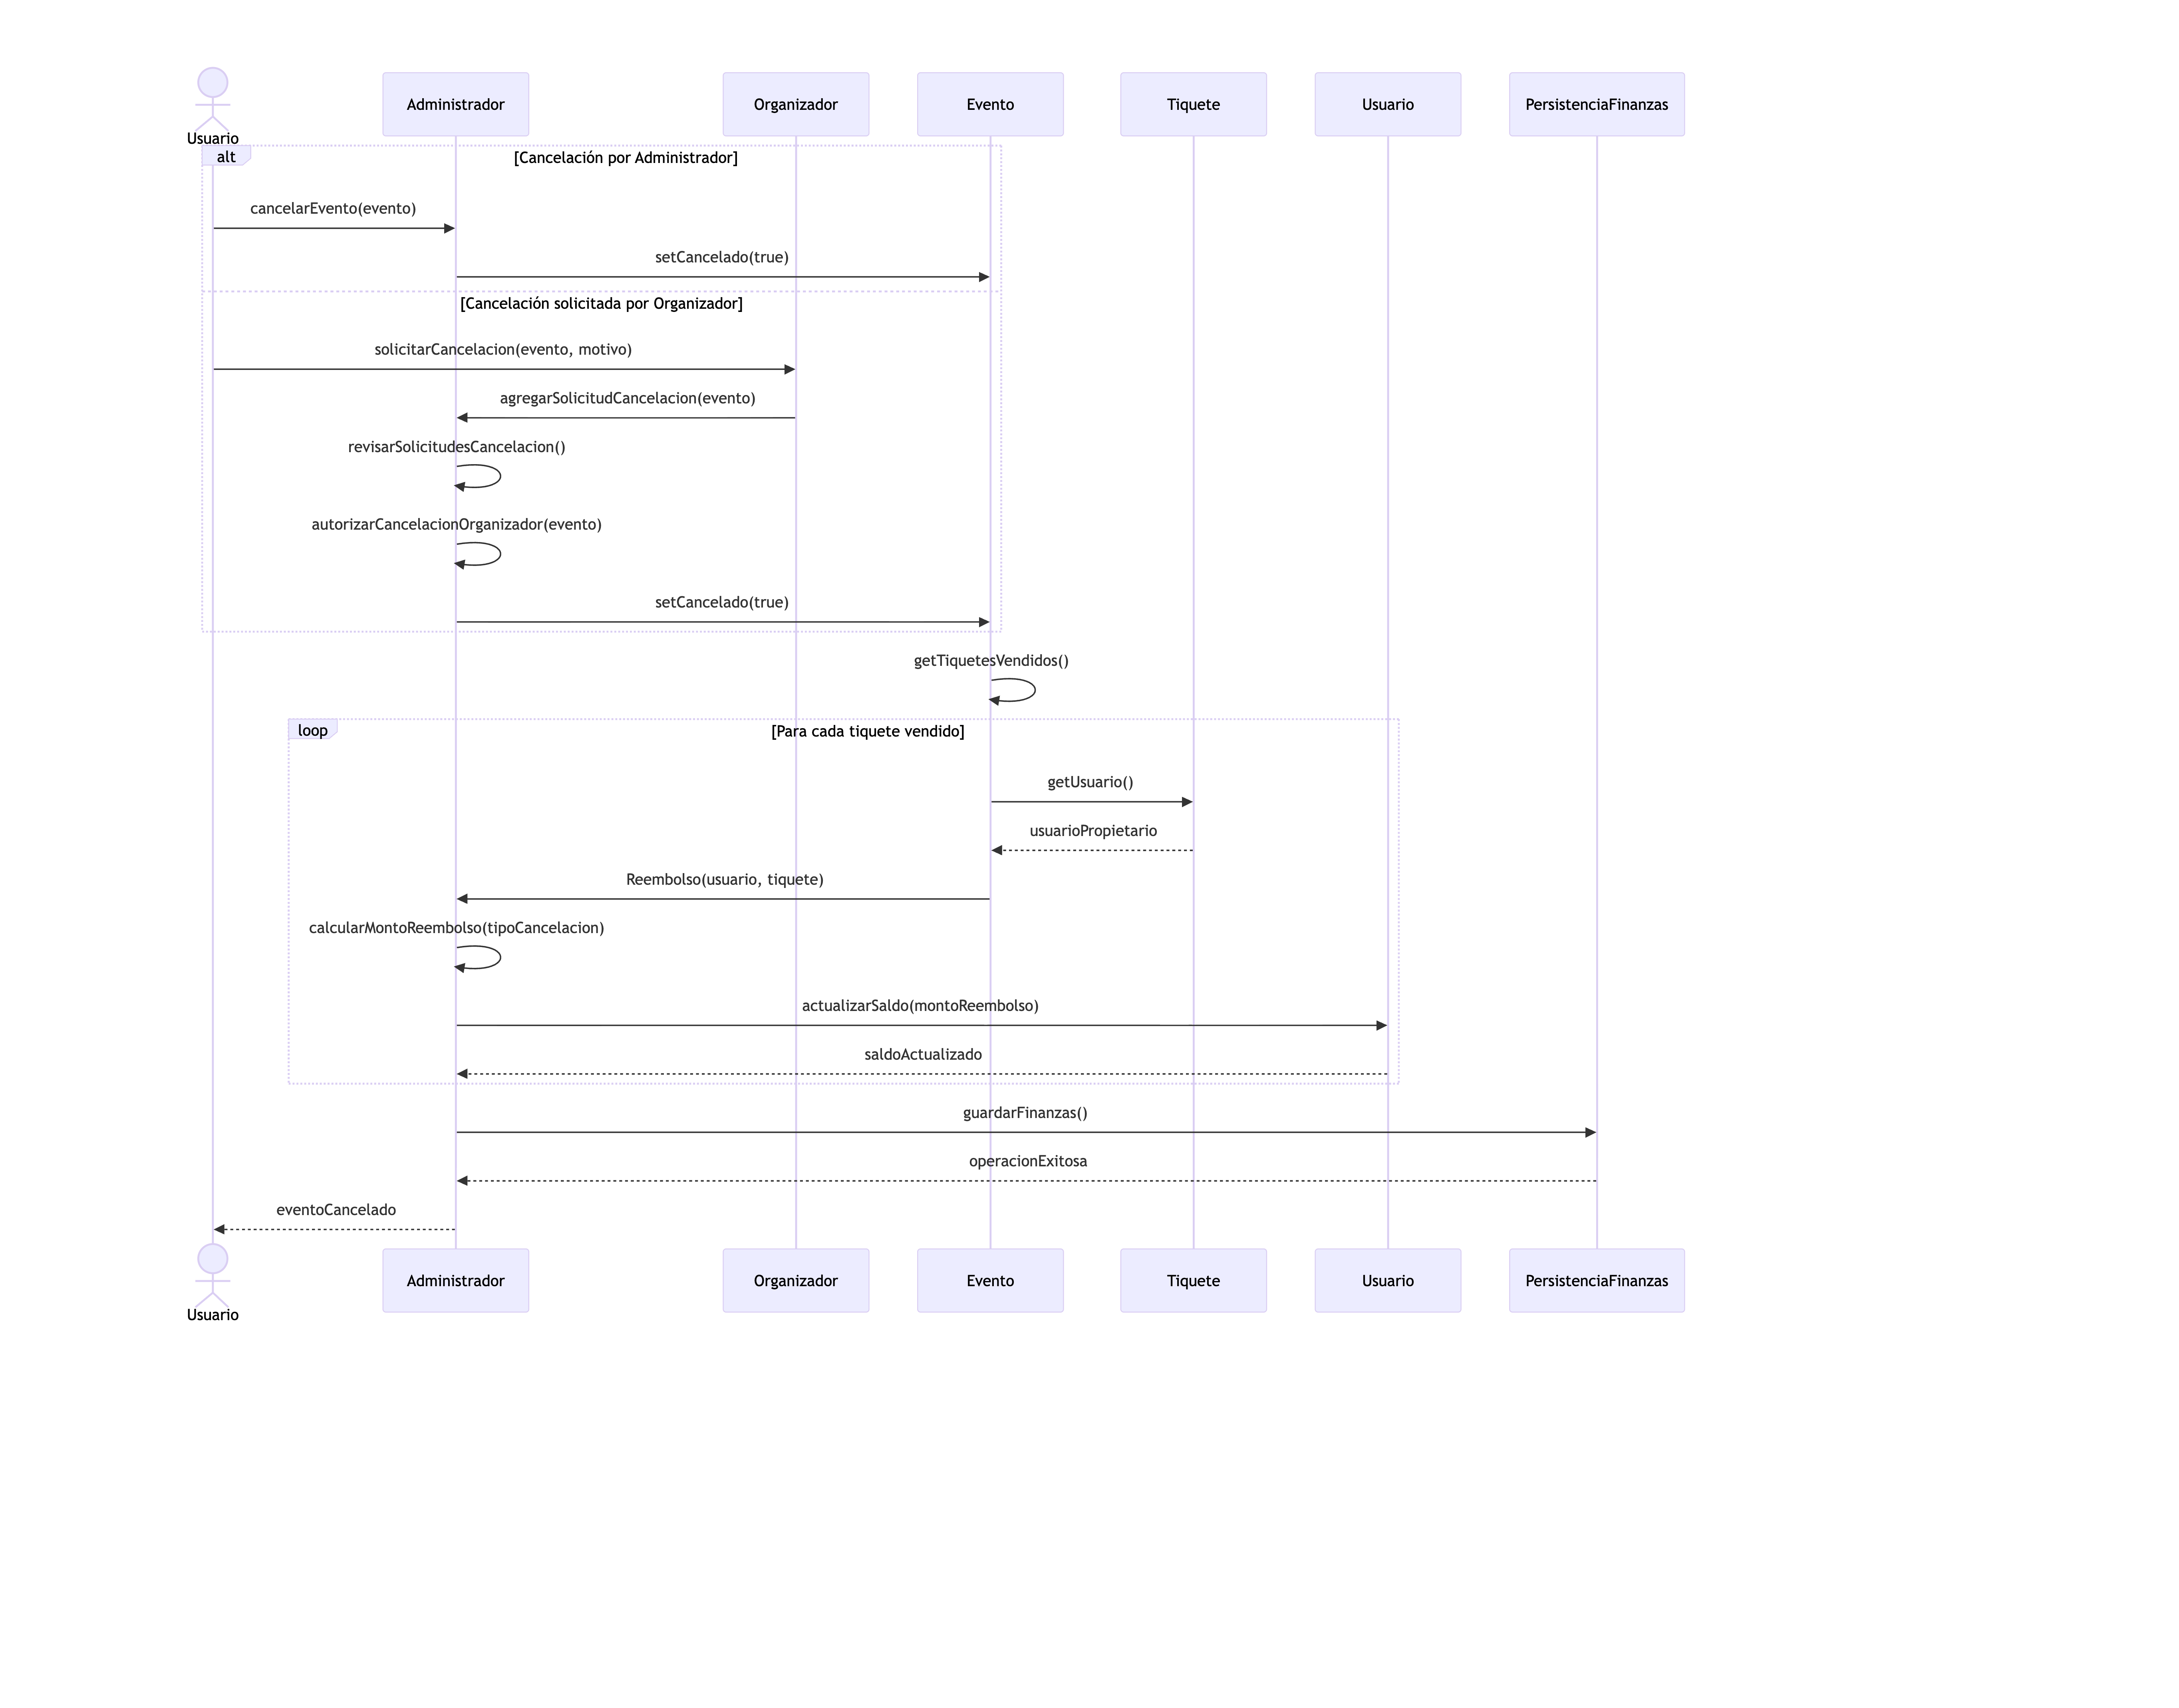 Usuario
Administrador
Organizador
Evento
Tiquete
Usuario
PersistenciaFinanzas
alt
[Cancelación por Administrador]
cancelarEvento(evento)
setCancelado(true)
[Cancelación solicitada por Organizador]
solicitarCancelacion(evento, motivo)
agregarSolicitudCancelacion(evento)
revisarSolicitudesCancelacion()
autorizarCancelacionOrganizador(evento)
setCancelado(true)
getTiquetesVendidos()
loop
[Para cada tiquete vendido]
getUsuario()
usuarioPropietario
Reembolso(usuario, tiquete)
calcularMontoReembolso(tipoCancelacion)
actualizarSaldo(montoReembolso)
saldoActualizado
guardarFinanzas()
operacionExitosa
eventoCancelado
Usuario
Administrador
Organizador
Evento
Tiquete
Usuario
PersistenciaFinanzas